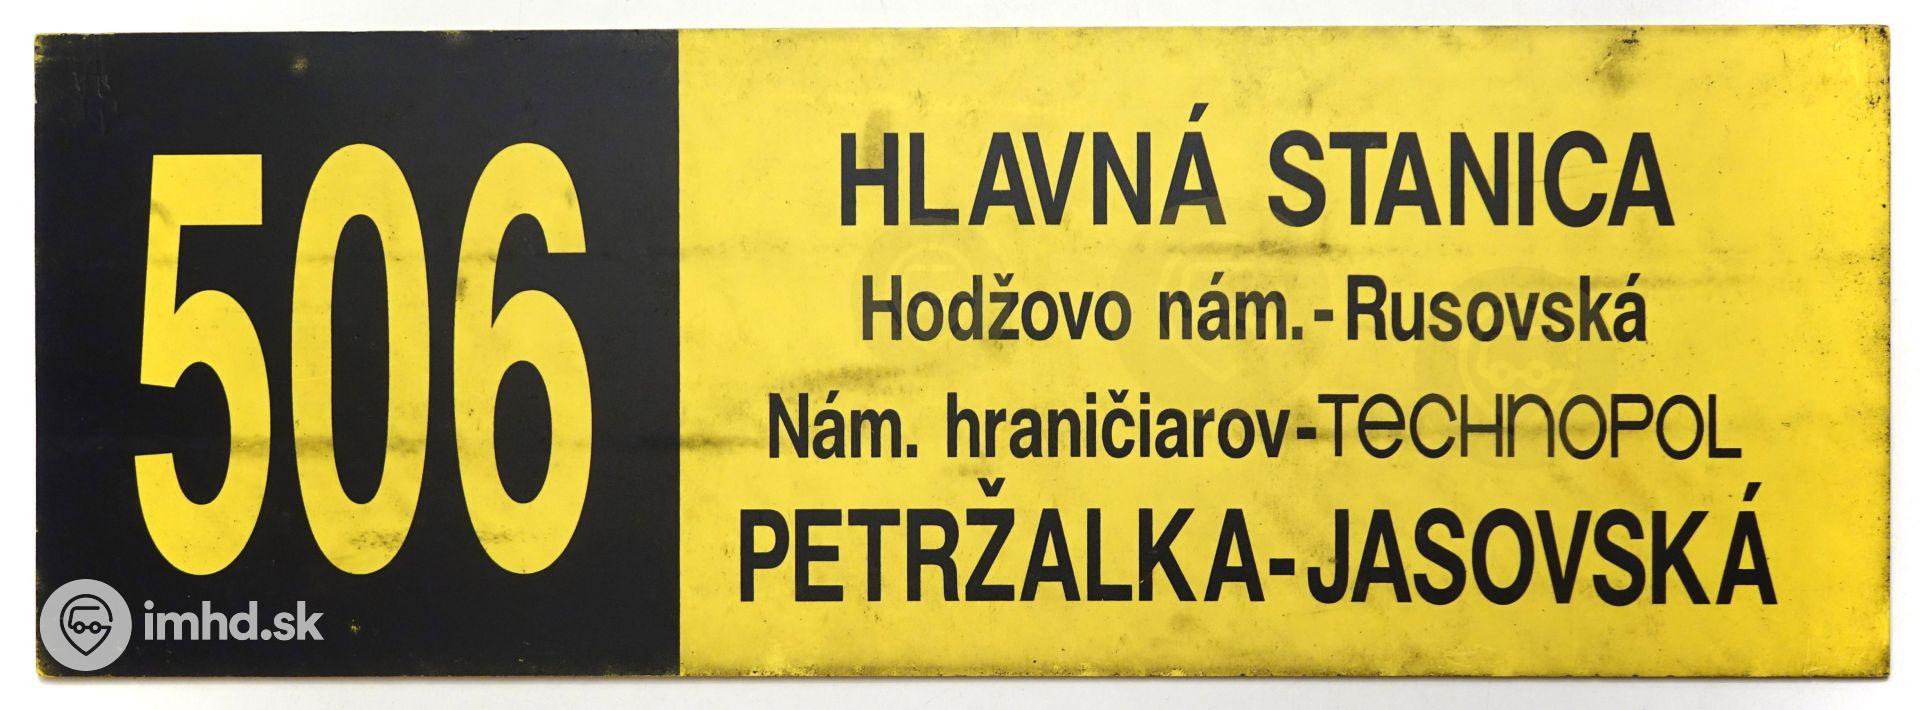 506
HLAVNÁ STANICA
Hodžovo nám.-Rusovská
Nám. hraničiarov-TECHNOPOL
PETRŽALKA-JASOVSKÁ
imhd.sk